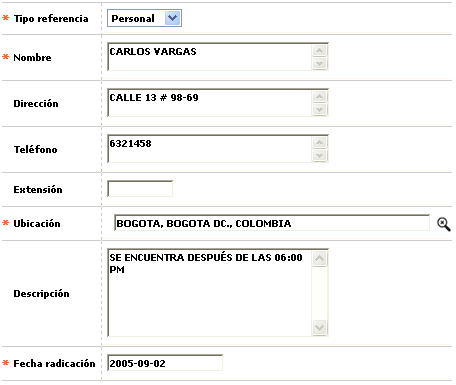 * Tipo referencia Personal
* Nombre CARLOS VARGAS
Dirección CALLE 13 # 98-69
Teléfono 6321458
Extensión
* Ubicación BOGOTA, BOGOTA DC., COLOMBIA
SE ENCUENTRA DESPUÉS DE LAS 06:00
PM
Descripción
* Fecha radicación 2005-09-02